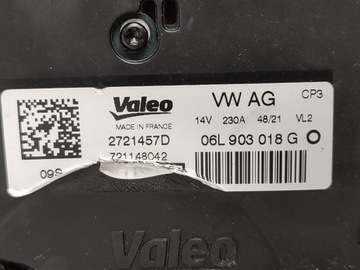 Valeo
VW AG
CP3
MADE IN FRANCE
14V 230A 48/21 VL2
2721457D
06L 903 018 G
721148042
09S
Valeo